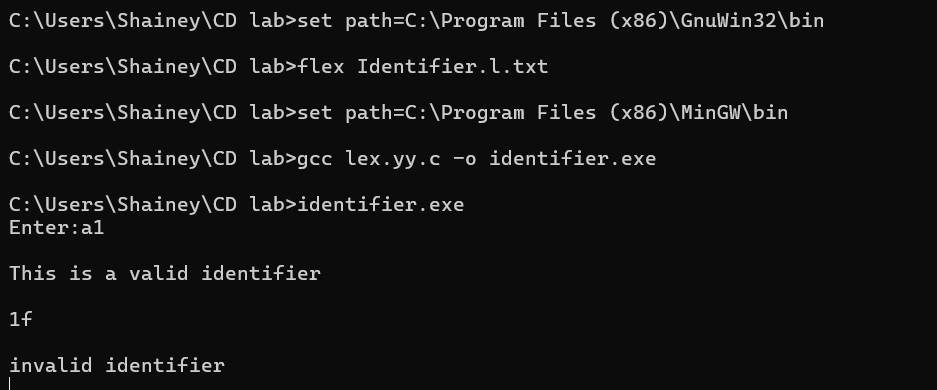 C:\Users\Shainey\CD lab>set path=C:\Program Files (x86)\GnuWin32\bin
C:\Users\Shainey\CD lab>flex Identifier.l.txt
C:\Users\Shainey\CD lab>set path=C:\Program Files (x86)\MinGW\bin
C:\Users\Shainey\CD lab>gcc lex.yy.c -o identifier.exe
C:\Users\Shainey\CD lab>identifier.exe
Enter:a1
This is a valid identifier
1f
invalid identifier